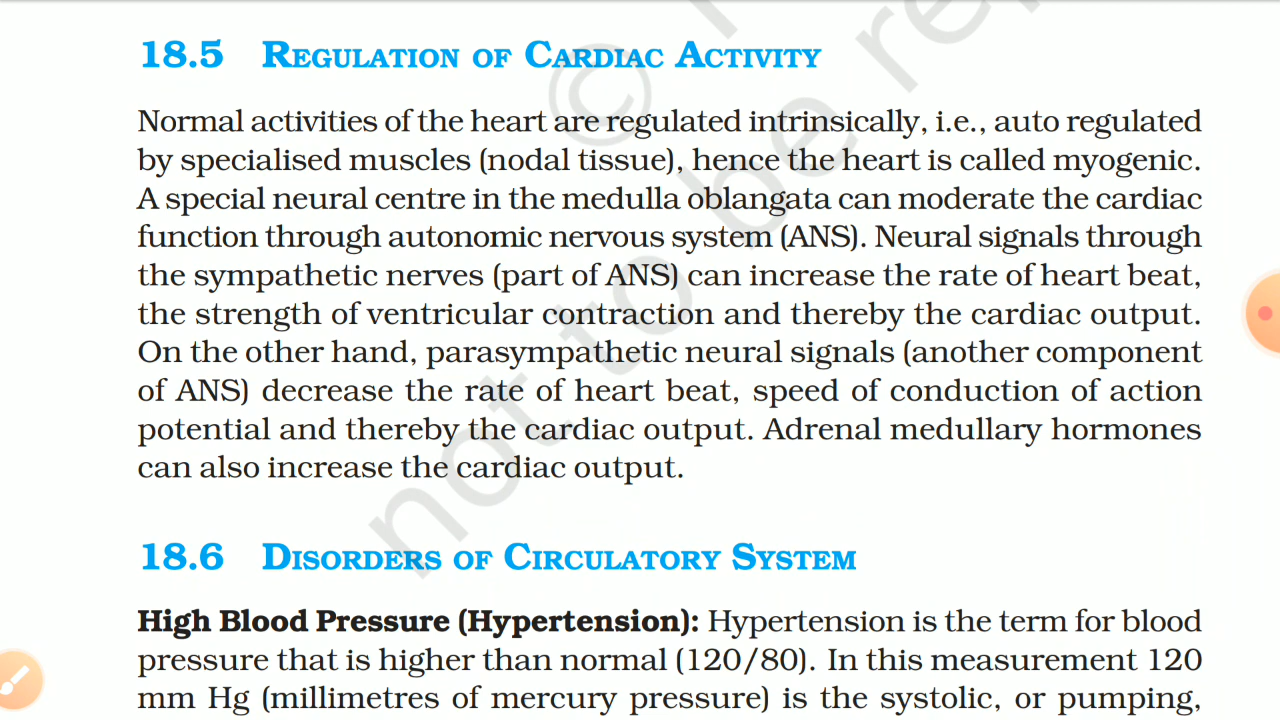 18.5 REGULATION OF CARDIAC ACTIVITY
Normal activities of the heart are regulated intrinsically, i.e., auto regulated
by specialised muscles (nodal tissue), hence the heart is called myogenic.
A special neural centre in the medulla oblangata can moderate the cardiac
function through autonomic nervous system (ANS). Neural signals through
the sympathetic nerves (part of ANS) can increase the rate of heart beat,
the strength of ventricular contraction and thereby the cardiac output.
On the other hand, parasympathetic neural signals (another component
of ANS) decrease the rate of heart beat, speed of conduction of action
potential and thereby the cardiac output. Adrenal medullary hormones
can also increase the cardiac output.
18.6 DISORDERS OF CIRCULATORY SYSTEM
High Blood Pressure (Hypertension): Hypertension is the term for blood
pressure that is higher than normal (120/80). In this measurement 120
mm Hg (millimetres of mercury pressure) is the systolic, or pumping,
©
not to be